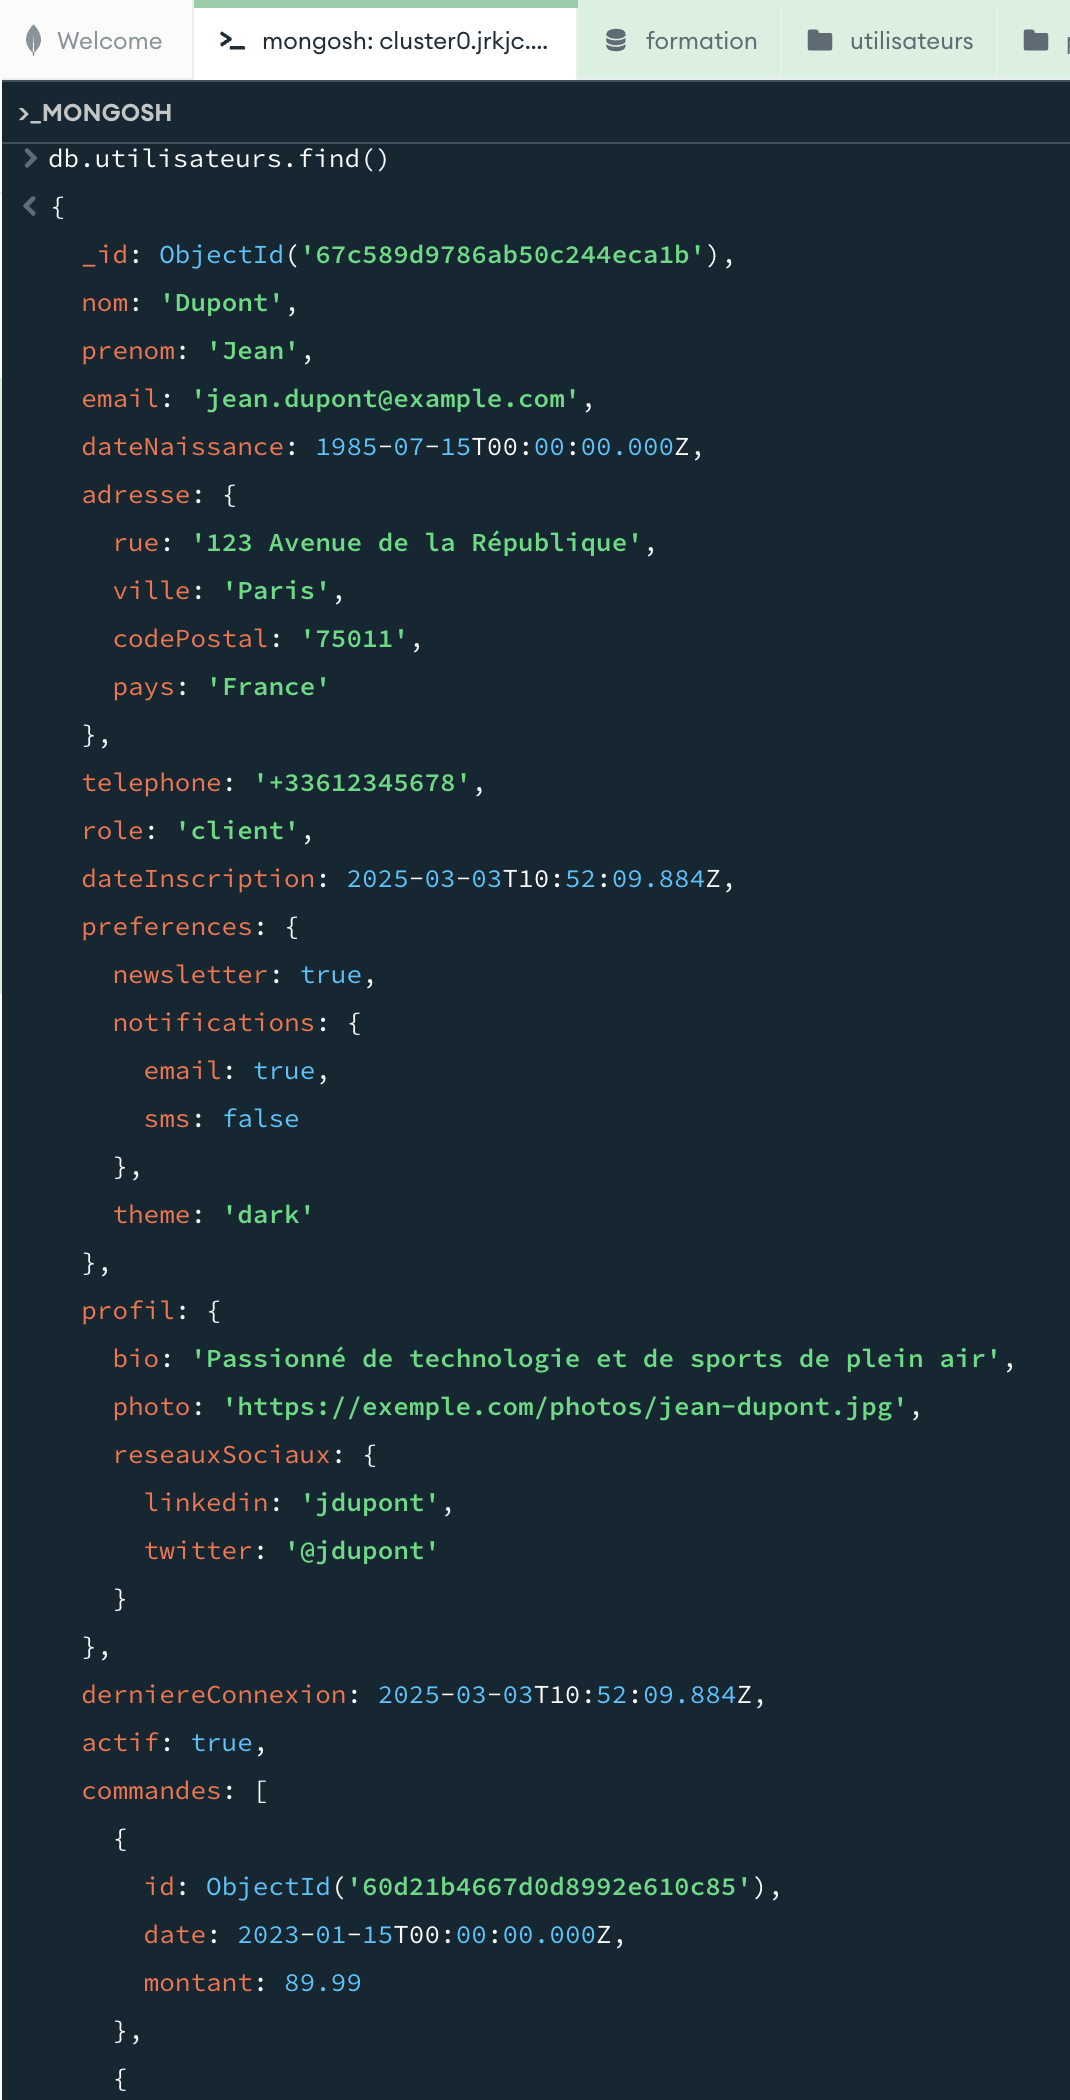 Welcome
>_ mongosh: cluster0.jrkjc....
formation
utilisateurs
>_MONGOSH
> db.utilisateurs.find()
< {
_id: ObjectId('67c589d9786ab50c244eca1b'),
nom: 'Dupont',
prenom: 'Jean',
email: 'jean.dupont@example.com',
dateNaissance: 1985-07-15T00:00:00.000Z,
adresse: {
rue: '123 Avenue de la République',
ville: 'Paris',
codePostal: '75011',
pays: 'France'
},
telephone: '+33612345678',
role: 'client',
dateInscription: 2025-03-03T10:52:09.884Z,
preferences: {
newsletter: true,
notifications: {
email: true,
sms: false
},
theme: 'dark'
},
profil: {
bio: 'Passionné de technologie et de sports de plein air',
photo: 'https://exemple.com/photos/jean-dupont.jpg',
reseauxSociaux: {
linkedin: 'jdupont',
twitter: '@jdupont'
}
},
derniereConnexion: 2025-03-03T10:52:09.884Z,
actif: true,
commandes: [
{
id: ObjectId('60d21b4667d0d8992e610c85'),
date: 2023-01-15T00:00:00.000Z,
montant: 89.99
},
{